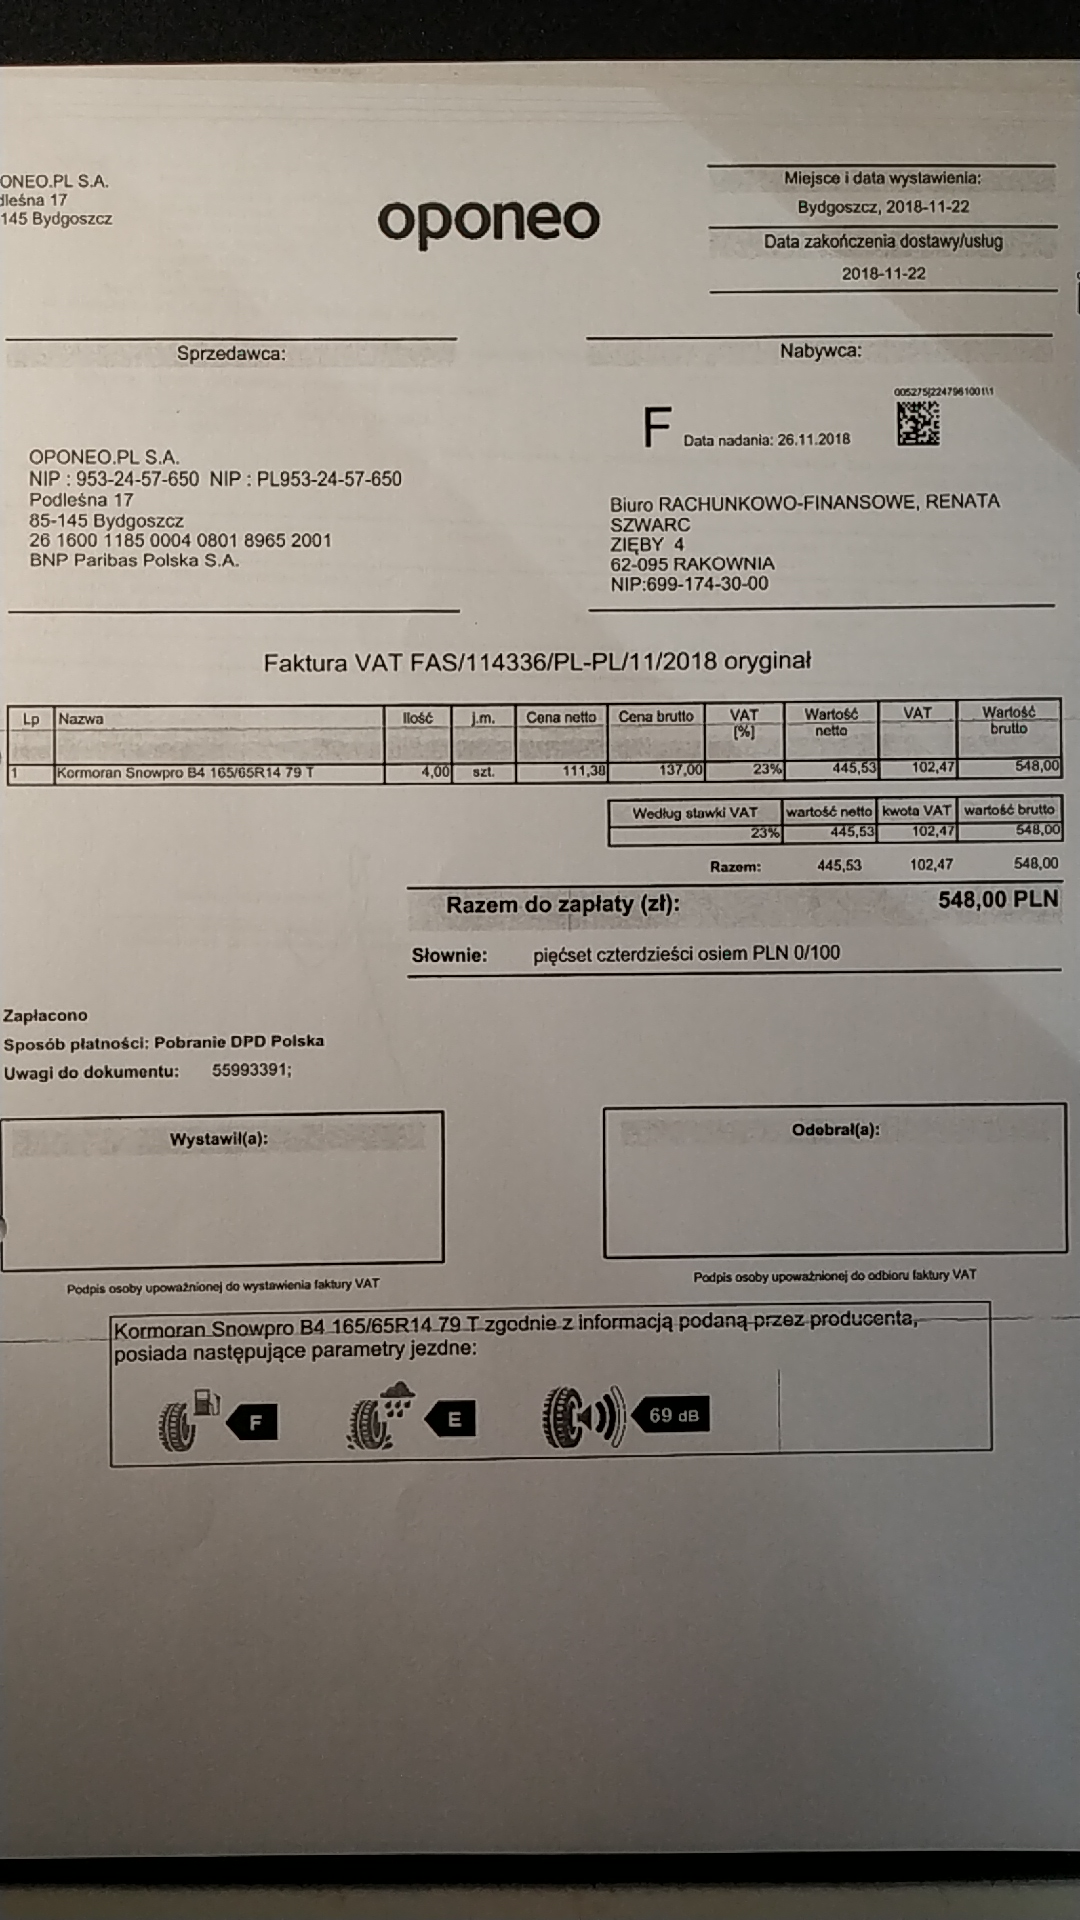 ONEO.PL S.A.
dleśna 17
145 Bydgoszcz
oponeo
Miejsce i data wystawienia:
Bydgoszcz, 2018-11-22
Data zakończenia dostawy/usług
2018-11-22
Sprzedawca:
Nabywca:
F Data nadania: 26.11.2018
OPONEO.PL S.A.
NIP : 953-24-57-650 NIP : PL953-24-57-650
Podleśna 17
85-145 Bydgoszcz
26 1600 1185 0004 0801 8965 2001
BNP Paribas Polska S.A.
Biuro RACHUNKOWO-FINANSOWE, RENATA
SZWARC
ZIĘBY 4
62-095 RAKOWNIA
NIP:699-174-30-00
Faktura VAT FAS/114336/PL-PL/11/2018 oryginał
Lp Nazwa Ilość j.m. Cena netto Cena brutto VAT [%] Wartość netto VAT Wartość brutto
1 Kormoran Snowpro B4 165/65R14 79 T 4,00 szt. 111,38 137,00 23% 445,53 102,47 548,00
Według stawki VAT wartość netto kwota VAT wartość brutto
23% 445,53 102,47 548,00
Razem: 445,53 102,47 548,00
Razem do zapłaty (zł): 548,00 PLN
Słownie: pięćset czterdzieści osiem PLN 0/100
Zapłacono
Sposób płatności: Pobranie DPD Polska
Uwagi do dokumentu: 55993391;
Wystawił(a):
Odebrał(a):
Podpis osoby upoważnionej do wystawienia faktury VAT
Podpis osoby upoważnionej do odbioru faktury VAT
Kormoran Snowpro B4 165/65R14 79 T zgodnie z informacją podaną przez producenta,
posiada następujące parametry jezdne:
F E 69 dB